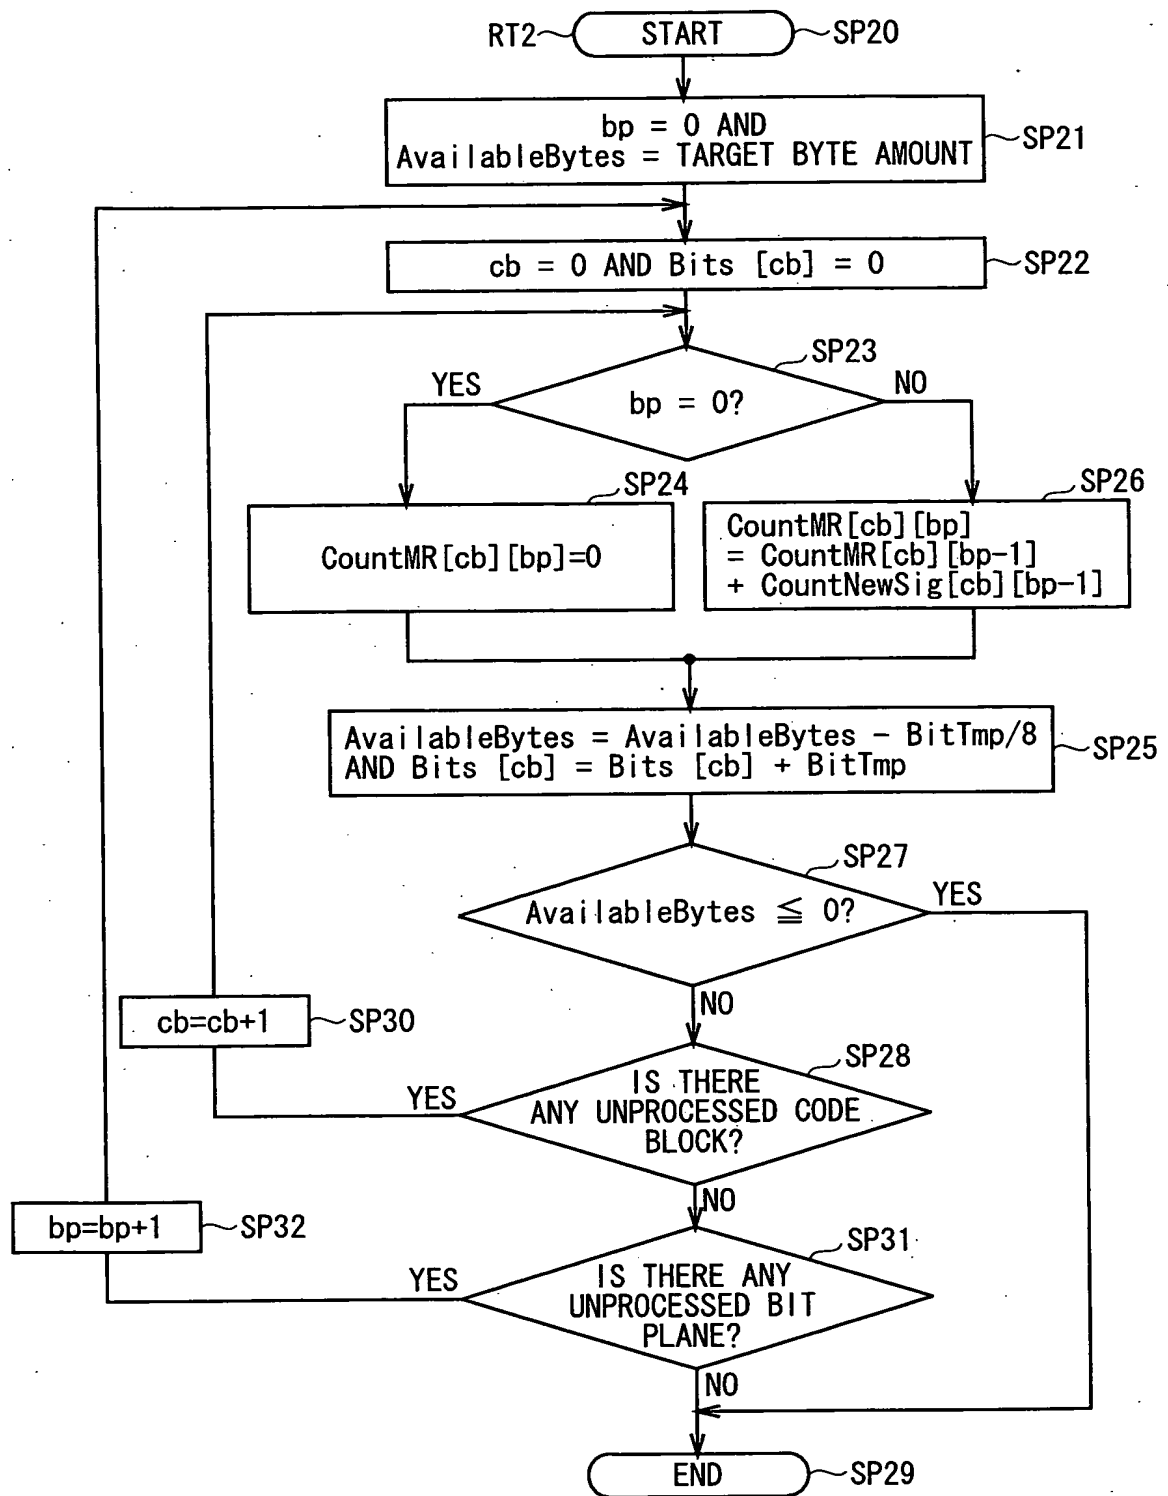 RT2
START
SP20
bp = 0 AND
AvailableBytes = TARGET BYTE AMOUNT
SP21
cb = 0 AND Bits [cb] = 0
SP22
SP23
YES
NO
bp = 0?
SP24
SP26
CountMR[cb][bp]=0
CountMR[cb][bp]
= CountMR[cb][bp-1]
+ CountNewSig[cb][bp-1]
AvailableBytes = AvailableBytes - BitTmp/8
AND Bits [cb] = Bits [cb] + BitTmp
SP25
SP27
YES
AvailableBytes ≦ 0?
NO
cb=cb+1
SP30
SP28
YES
IS THERE
ANY UNPROCESSED CODE
BLOCK?
NO
bp=bp+1
SP32
SP31
YES
IS THERE ANY
UNPROCESSED BIT
PLANE?
NO
END
SP29